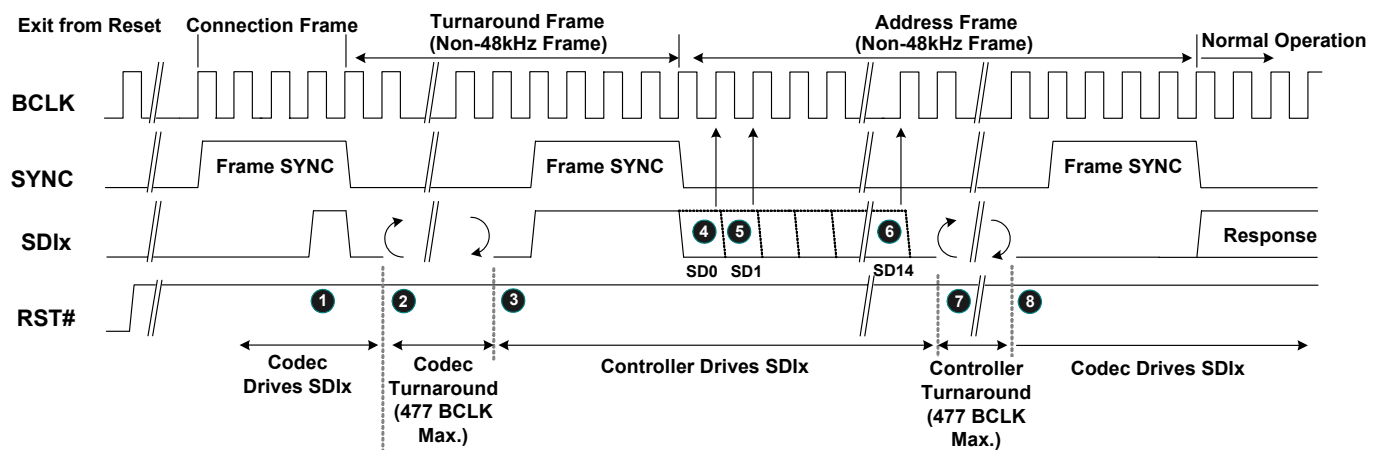 Exit from Reset
Connection Frame
Turnaround Frame
(Non-48kHz Frame)
Address Frame
(Non-48kHz Frame)
Normal Operation
BCLK
SYNC
Frame SYNC
Frame SYNC
Frame SYNC
SDIx
4
5
6
Response
SD0
SD1
SD14
RST#
1
2
3
7
8
Codec
Drives SDIx
Codec
Turnaround
(477 BCLK
Max.)
Controller Drives SDIx
Controller
Turnaround
(477 BCLK
Max.)
Codec Drives SDIx